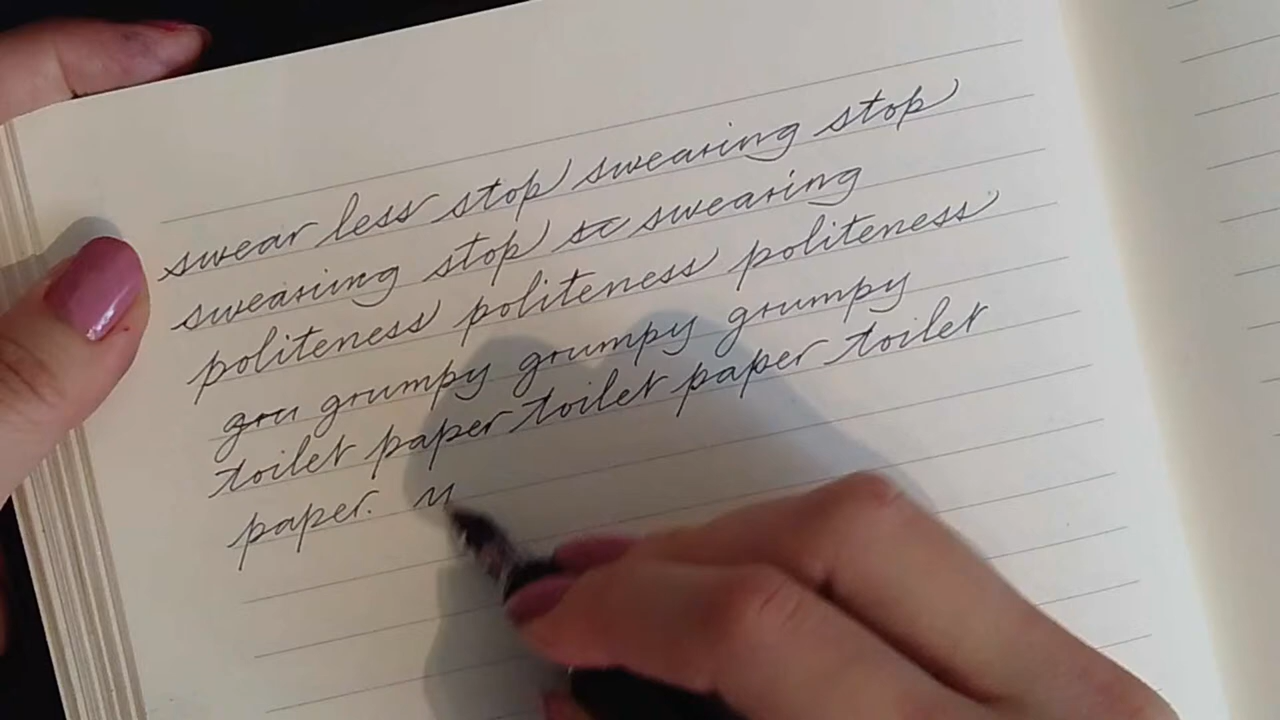 swear less stop swearing stop
swearing stop sc swearing
politeness politeness politeness
gru grumpy grumpy grumpy
toilet paper toilet paper toilet
paper.